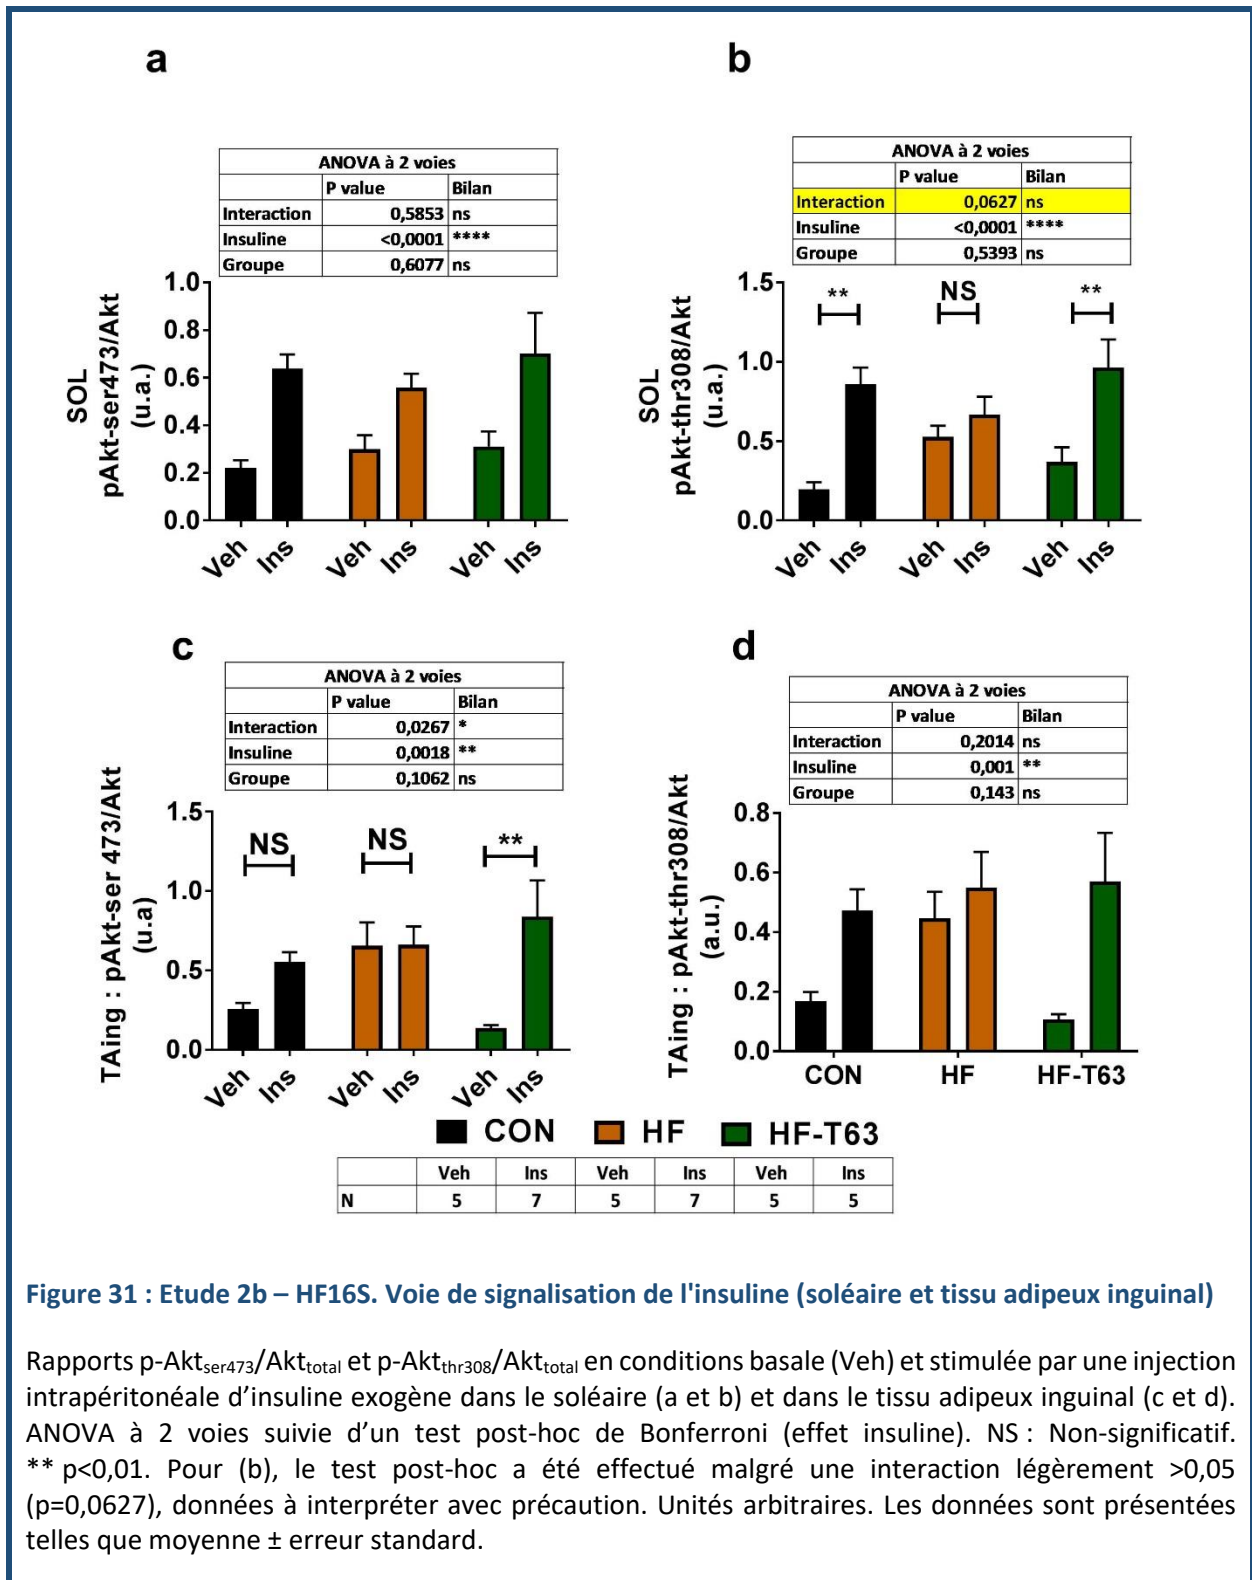 a
ANOVA à 2 voies
P value Bilan
Interaction 0,5853 ns
Insuline <0,0001 ****
Groupe 0,6077 ns
SOL
pAkt-ser473/Akt
(u.a.)
1.0
0.8
0.6
0.4
0.2
0.0
Veh Ins Veh Ins Veh Ins
b
ANOVA à 2 voies
P value Bilan
Interaction 0,0627 ns
Insuline <0,0001 ****
Groupe 0,5393 ns
SOL
pAkt-thr308/Akt
(u.a.)
1.5
1.0
0.5
0.0
** NS **
Veh Ins Veh Ins Veh Ins
c
ANOVA à 2 voies
P value Bilan
Interaction 0,0267 *
Insuline 0,0018 **
Groupe 0,1062 ns
TAing : pAkt-ser 473/Akt
(u.a)
1.5
1.0
0.5
0.0
NS NS **
Veh Ins Veh Ins Veh Ins
d
ANOVA à 2 voies
P value Bilan
Interaction 0,2014 ns
Insuline 0,001 **
Groupe 0,143 ns
TAing : pAkt-thr308/Akt
(a.u.)
0.8
0.6
0.4
0.2
0.0
CON HF HF-T63
CON HF HF-T63
Veh Ins Veh Ins Veh Ins
N 5 7 5 7 5 5
Figure 31 : Etude 2b – HF16S. Voie de signalisation de l'insuline (soléaire et tissu adipeux inguinal)
Rapports p-Aktser473/Akttotal et p-Aktthr308/Akttotal en conditions basale (Veh) et stimulée par une injection
intrapéritonéale d’insuline exogène dans le soléaire (a et b) et dans le tissu adipeux inguinal (c et d).
ANOVA à 2 voies suivie d’un test post-hoc de Bonferroni (effet insuline). NS : Non-significatif.
** p<0,01. Pour (b), le test post-hoc a été effectué malgré une interaction légèrement >0,05
(p=0,0627), données à interpréter avec précaution. Unités arbitraires. Les données sont présentées
telles que moyenne ± erreur standard.